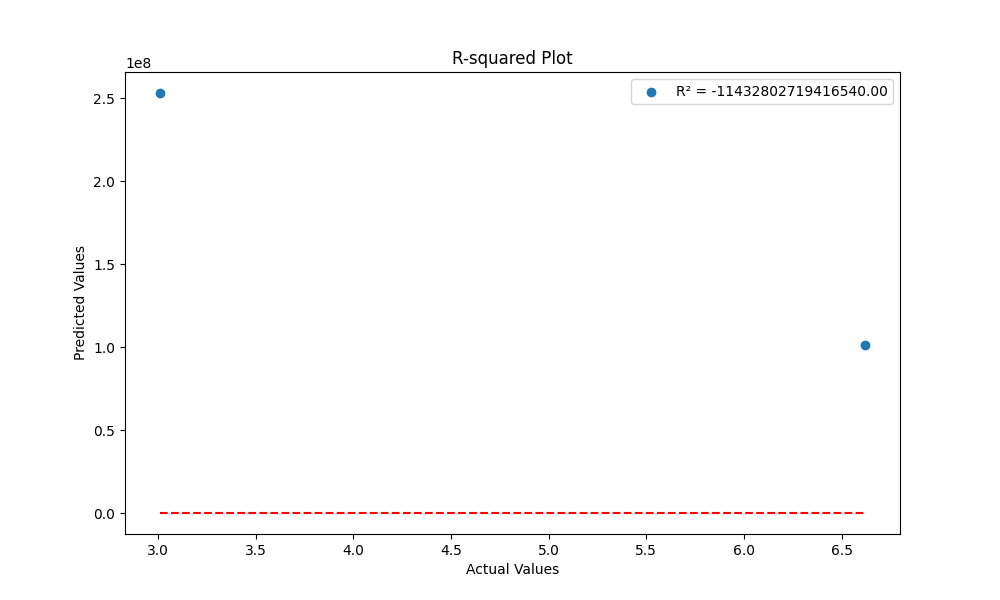 R-squared Plot
1e8
R² = -11432802719416540.00
2.5
2.0
1.5
1.0
0.5
0.0
Predicted Values
3.0 3.5 4.0 4.5 5.0 5.5 6.0 6.5
Actual Values